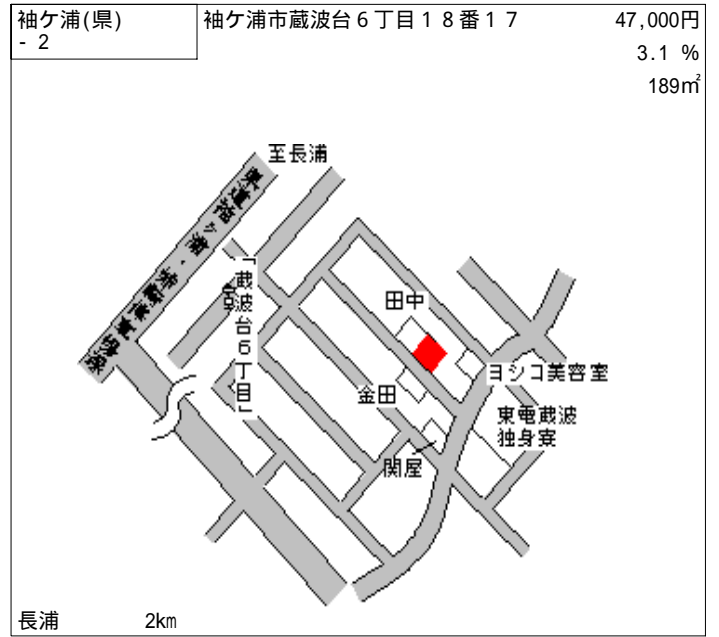 袖ケ浦(県)
- 2
袖ケ浦市蔵波台６丁目１８番１７
47,000円
3.1 %
189㎡
至長浦
「蔵波台６丁目」
田中
ヨシコ美容室
金田
東電蔵波
独身寮
関屋
長浦 2km